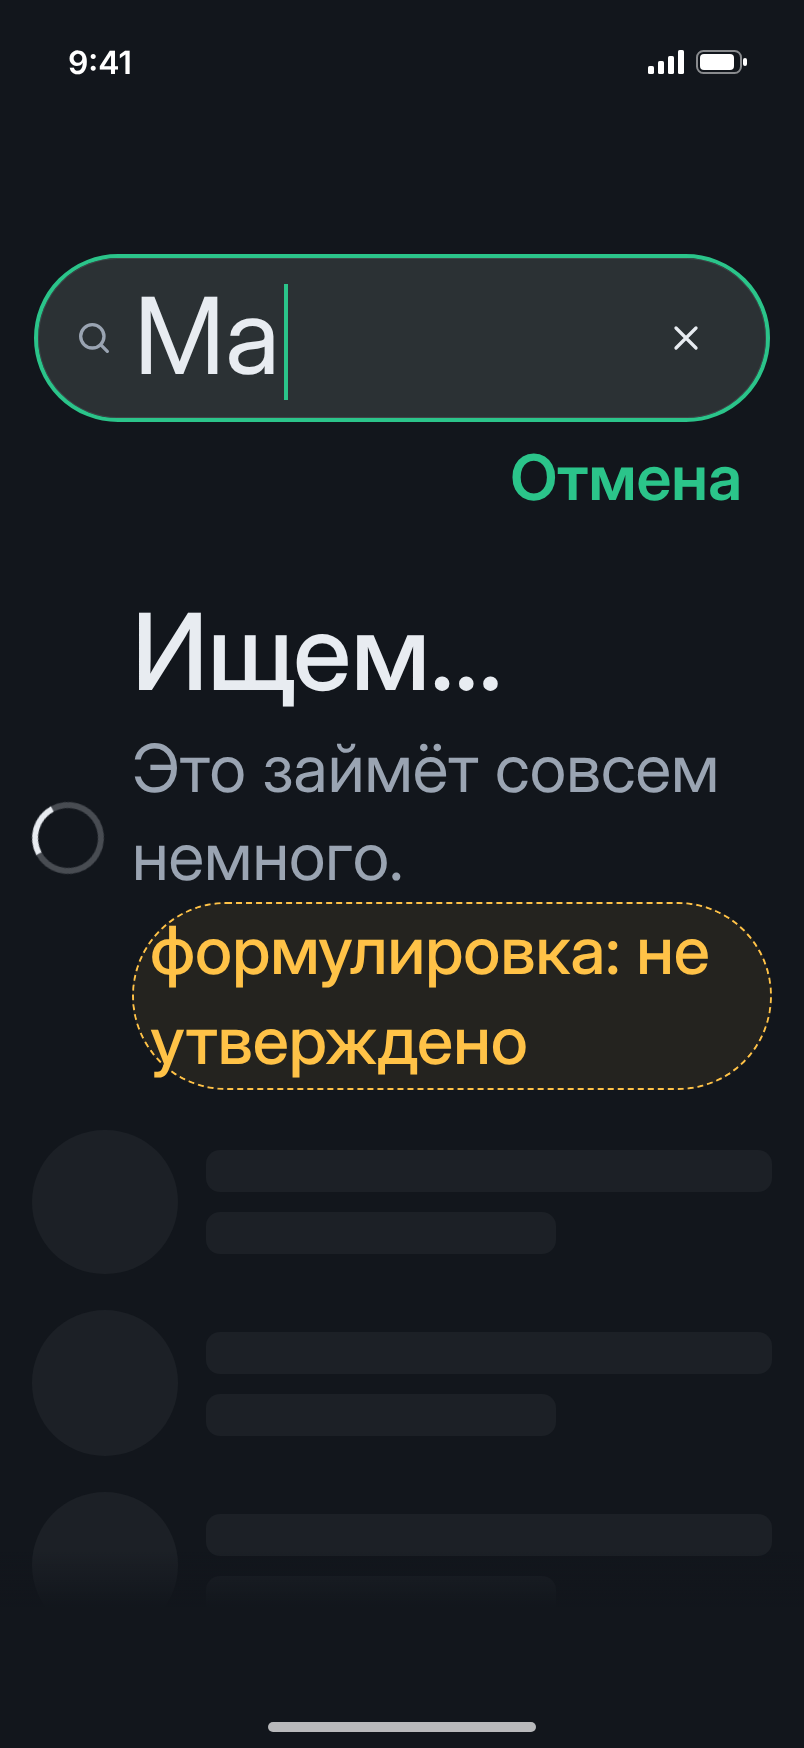 9:41
Ма
Отмена
Ищем...
Это займёт совсем
немного.
формулировка: не
утверждено